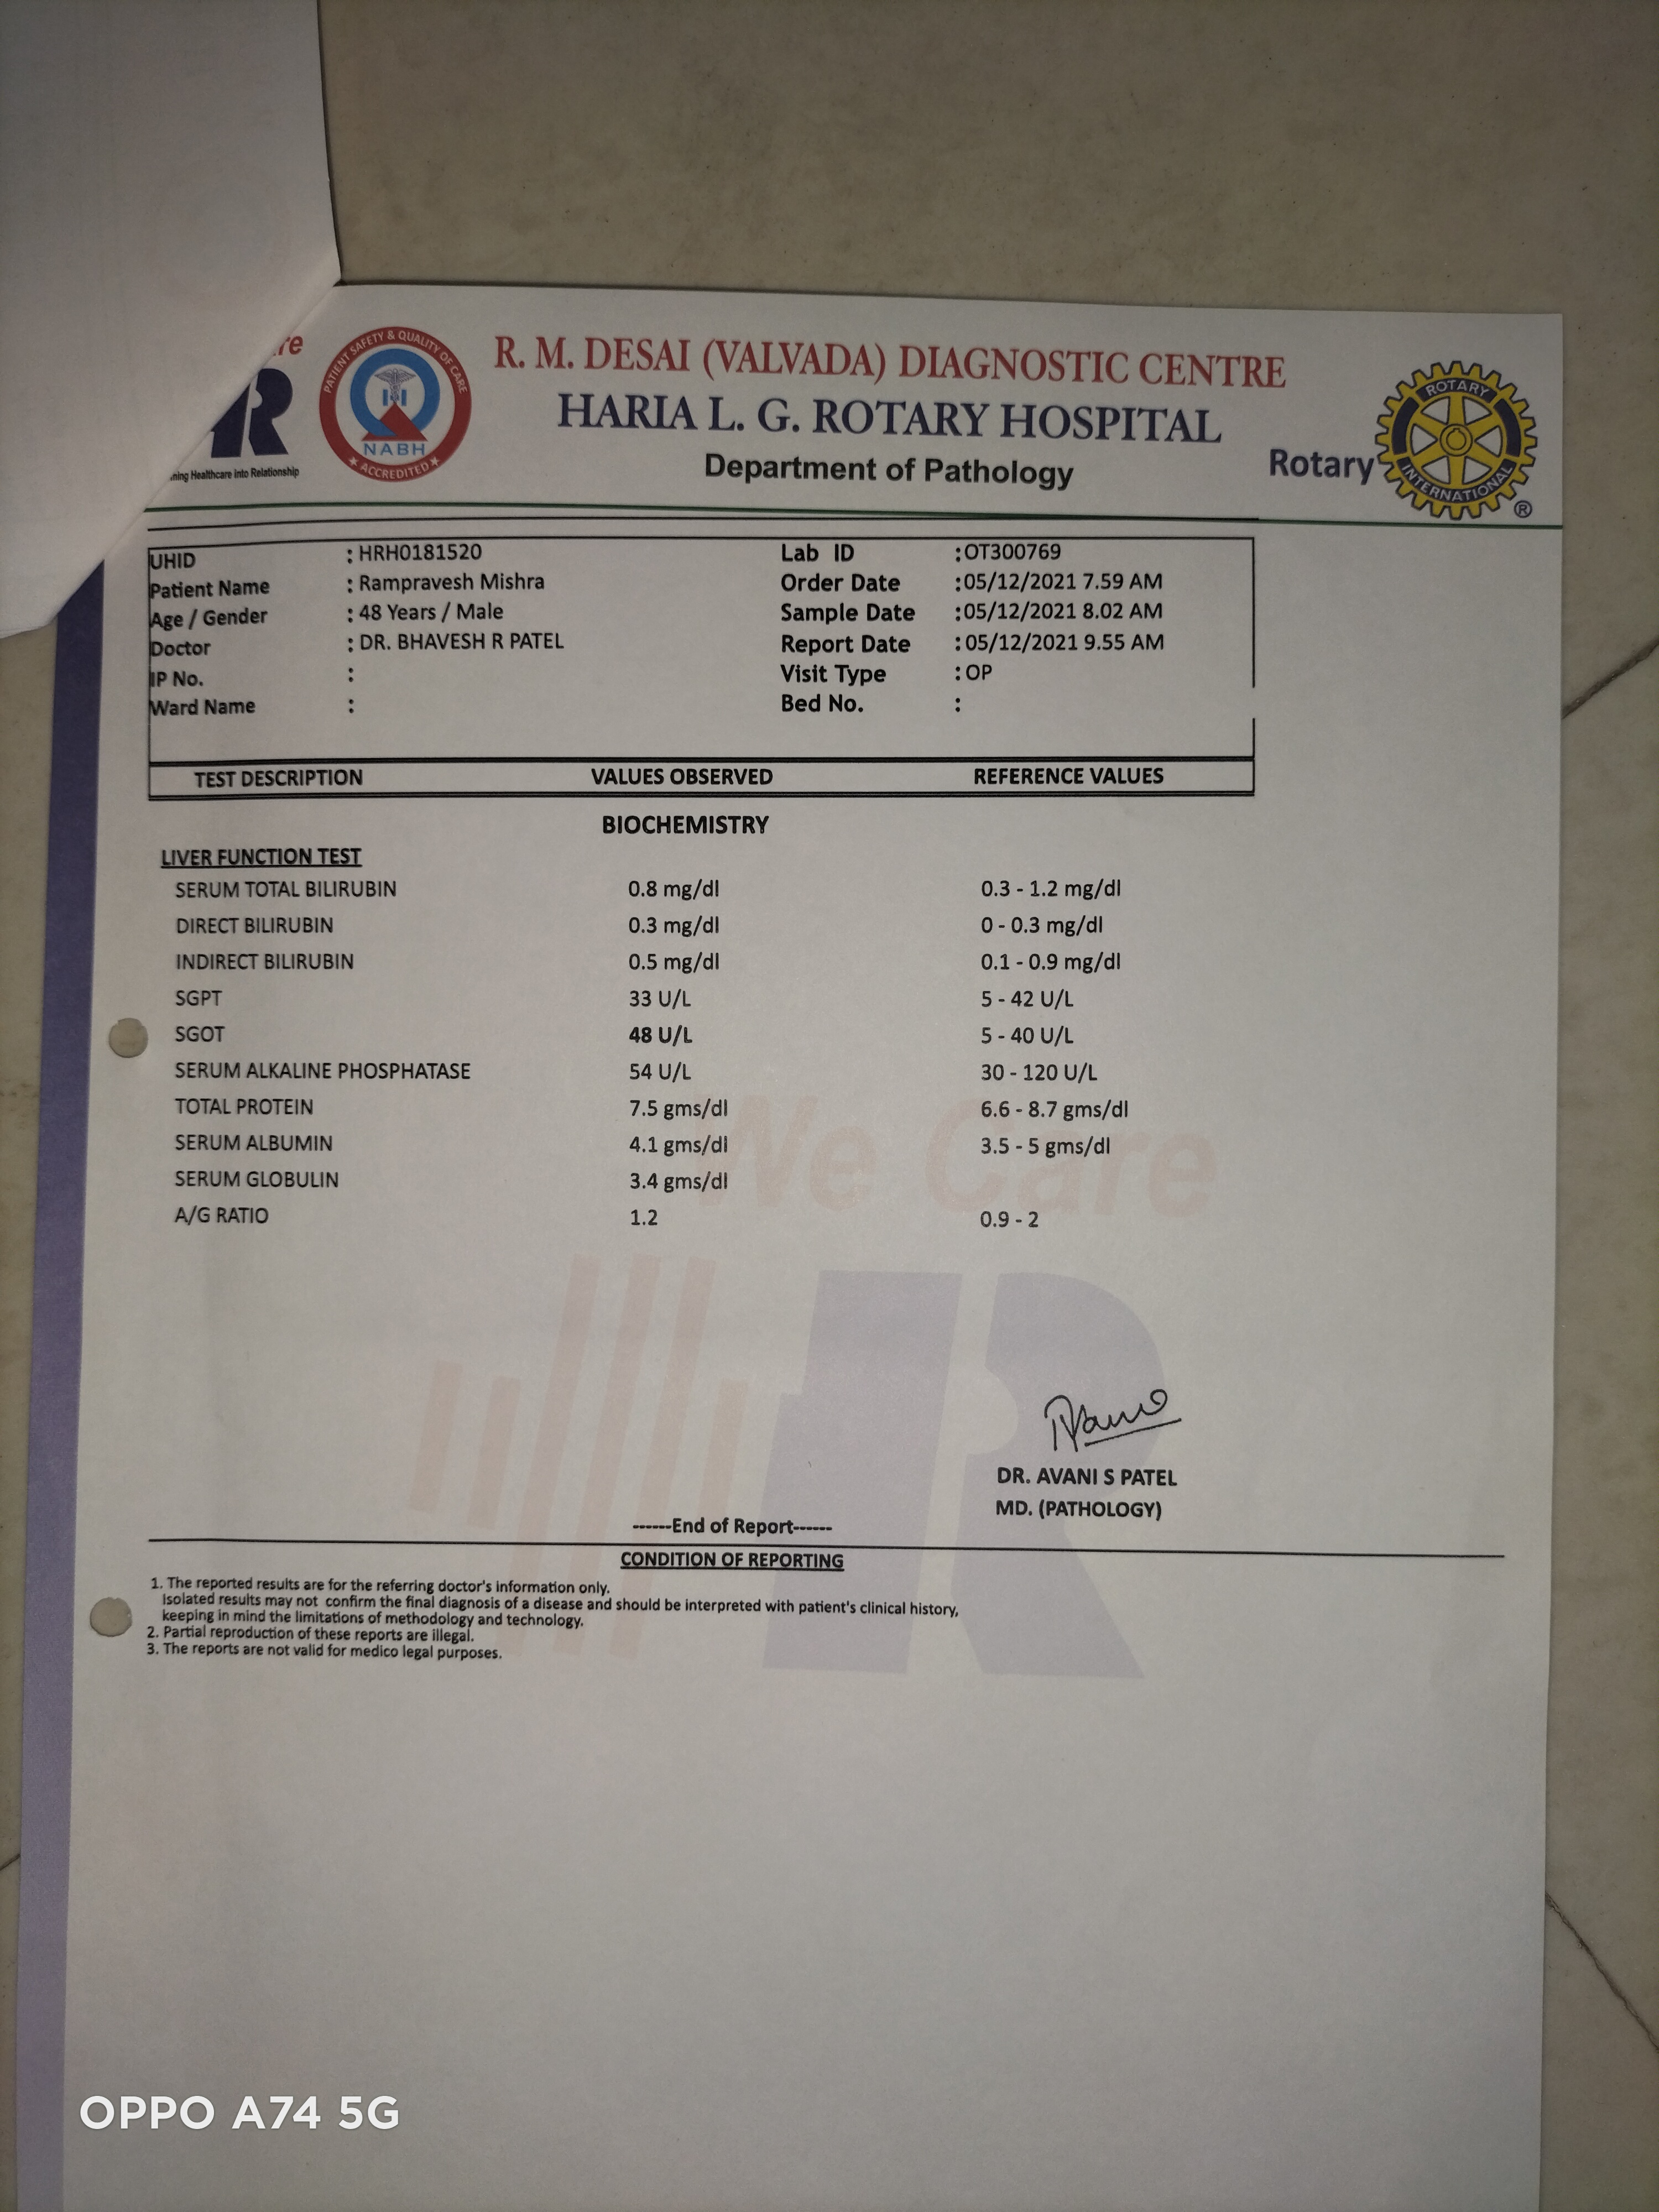 re
R
ning Healthcare Into Relationship
PATIENT SAFETY & QUALITY OF CARE
NABH
★ ACCREDITED ★
R. M. DESAI (VALVADA) DIAGNOSTIC CENTRE
HARIA L. G. ROTARY HOSPITAL
Department of Pathology
Rotary
ROTARY
INTERNATIONAL
®
UHID : HRH0181520 Lab ID :OT300769
Patient Name : Rampravesh Mishra Order Date :05/12/2021 7.59 AM
Age / Gender : 48 Years / Male Sample Date :05/12/2021 8.02 AM
Doctor : DR. BHAVESH R PATEL Report Date :05/12/2021 9.55 AM
IP No. : Visit Type :OP
Ward Name : Bed No. :
TEST DESCRIPTION VALUES OBSERVED REFERENCE VALUES
BIOCHEMISTRY
LIVER FUNCTION TEST
SERUM TOTAL BILIRUBIN 0.8 mg/dl 0.3 - 1.2 mg/dl
DIRECT BILIRUBIN 0.3 mg/dl 0 - 0.3 mg/dl
INDIRECT BILIRUBIN 0.5 mg/dl 0.1 - 0.9 mg/dl
SGPT 33 U/L 5 - 42 U/L
SGOT 48 U/L 5 - 40 U/L
SERUM ALKALINE PHOSPHATASE 54 U/L 30 - 120 U/L
TOTAL PROTEIN 7.5 gms/dl 6.6 - 8.7 gms/dl
SERUM ALBUMIN 4.1 gms/dl 3.5 - 5 gms/dl
SERUM GLOBULIN 3.4 gms/dl
A/G RATIO 1.2 0.9 - 2
We Care
R
DR. AVANI S PATEL
MD. (PATHOLOGY)
------End of Report------
CONDITION OF REPORTING
1. The reported results are for the referring doctor's information only.
Isolated results may not confirm the final diagnosis of a disease and should be interpreted with patient's clinical history,
keeping in mind the limitations of methodology and technology.
2. Partial reproduction of these reports are illegal.
3. The reports are not valid for medico legal purposes.
OPPO A74 5G